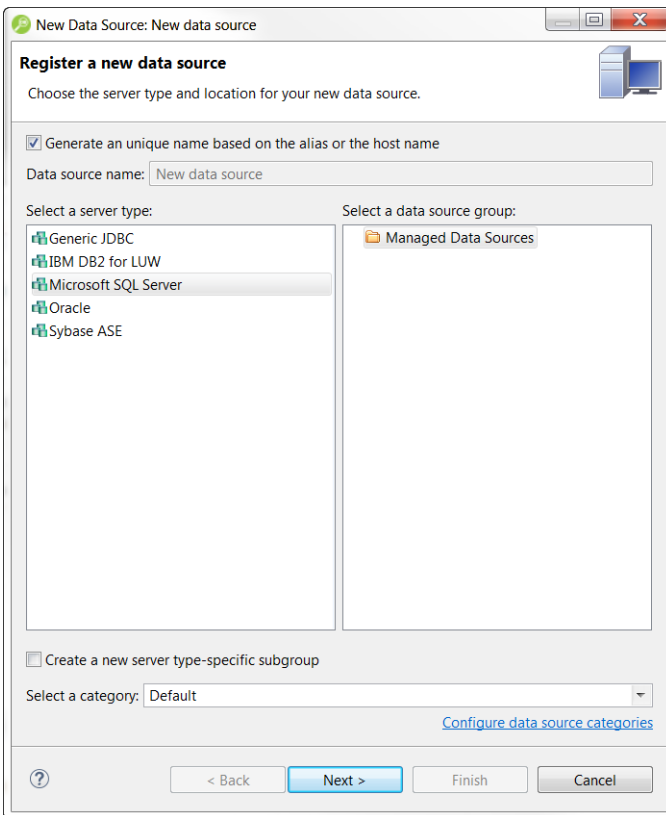 New Data Source: New data source
Register a new data source
Choose the server type and location for your new data source.
Generate an unique name based on the alias or the host name
Data source name: New data source
Select a server type:
Generic JDBC
IBM DB2 for LUW
Microsoft SQL Server
Oracle
Sybase ASE
Select a data source group:
Managed Data Sources
Create a new server type-specific subgroup
Select a category: Default
Configure data source categories
?
< Back
Next >
Finish
Cancel